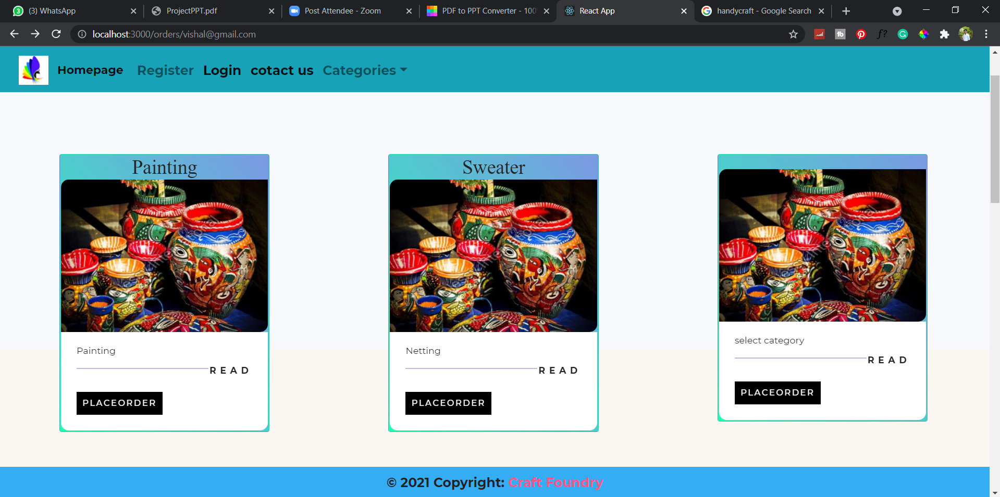 (3) WhatsApp
ProjectPPT.pdf
Post Attendee - Zoom
PDF to PPT Converter - 100
React App
handycraft - Google Search
localhost:3000/orders/vishal@gmail.com
Homepage Register Login cotact us Categories
Painting
Sweater
Painting
READ
PLACEORDER
Netting
READ
PLACEORDER
select category
READ
PLACEORDER
© 2021 Copyright: Craft Foundry